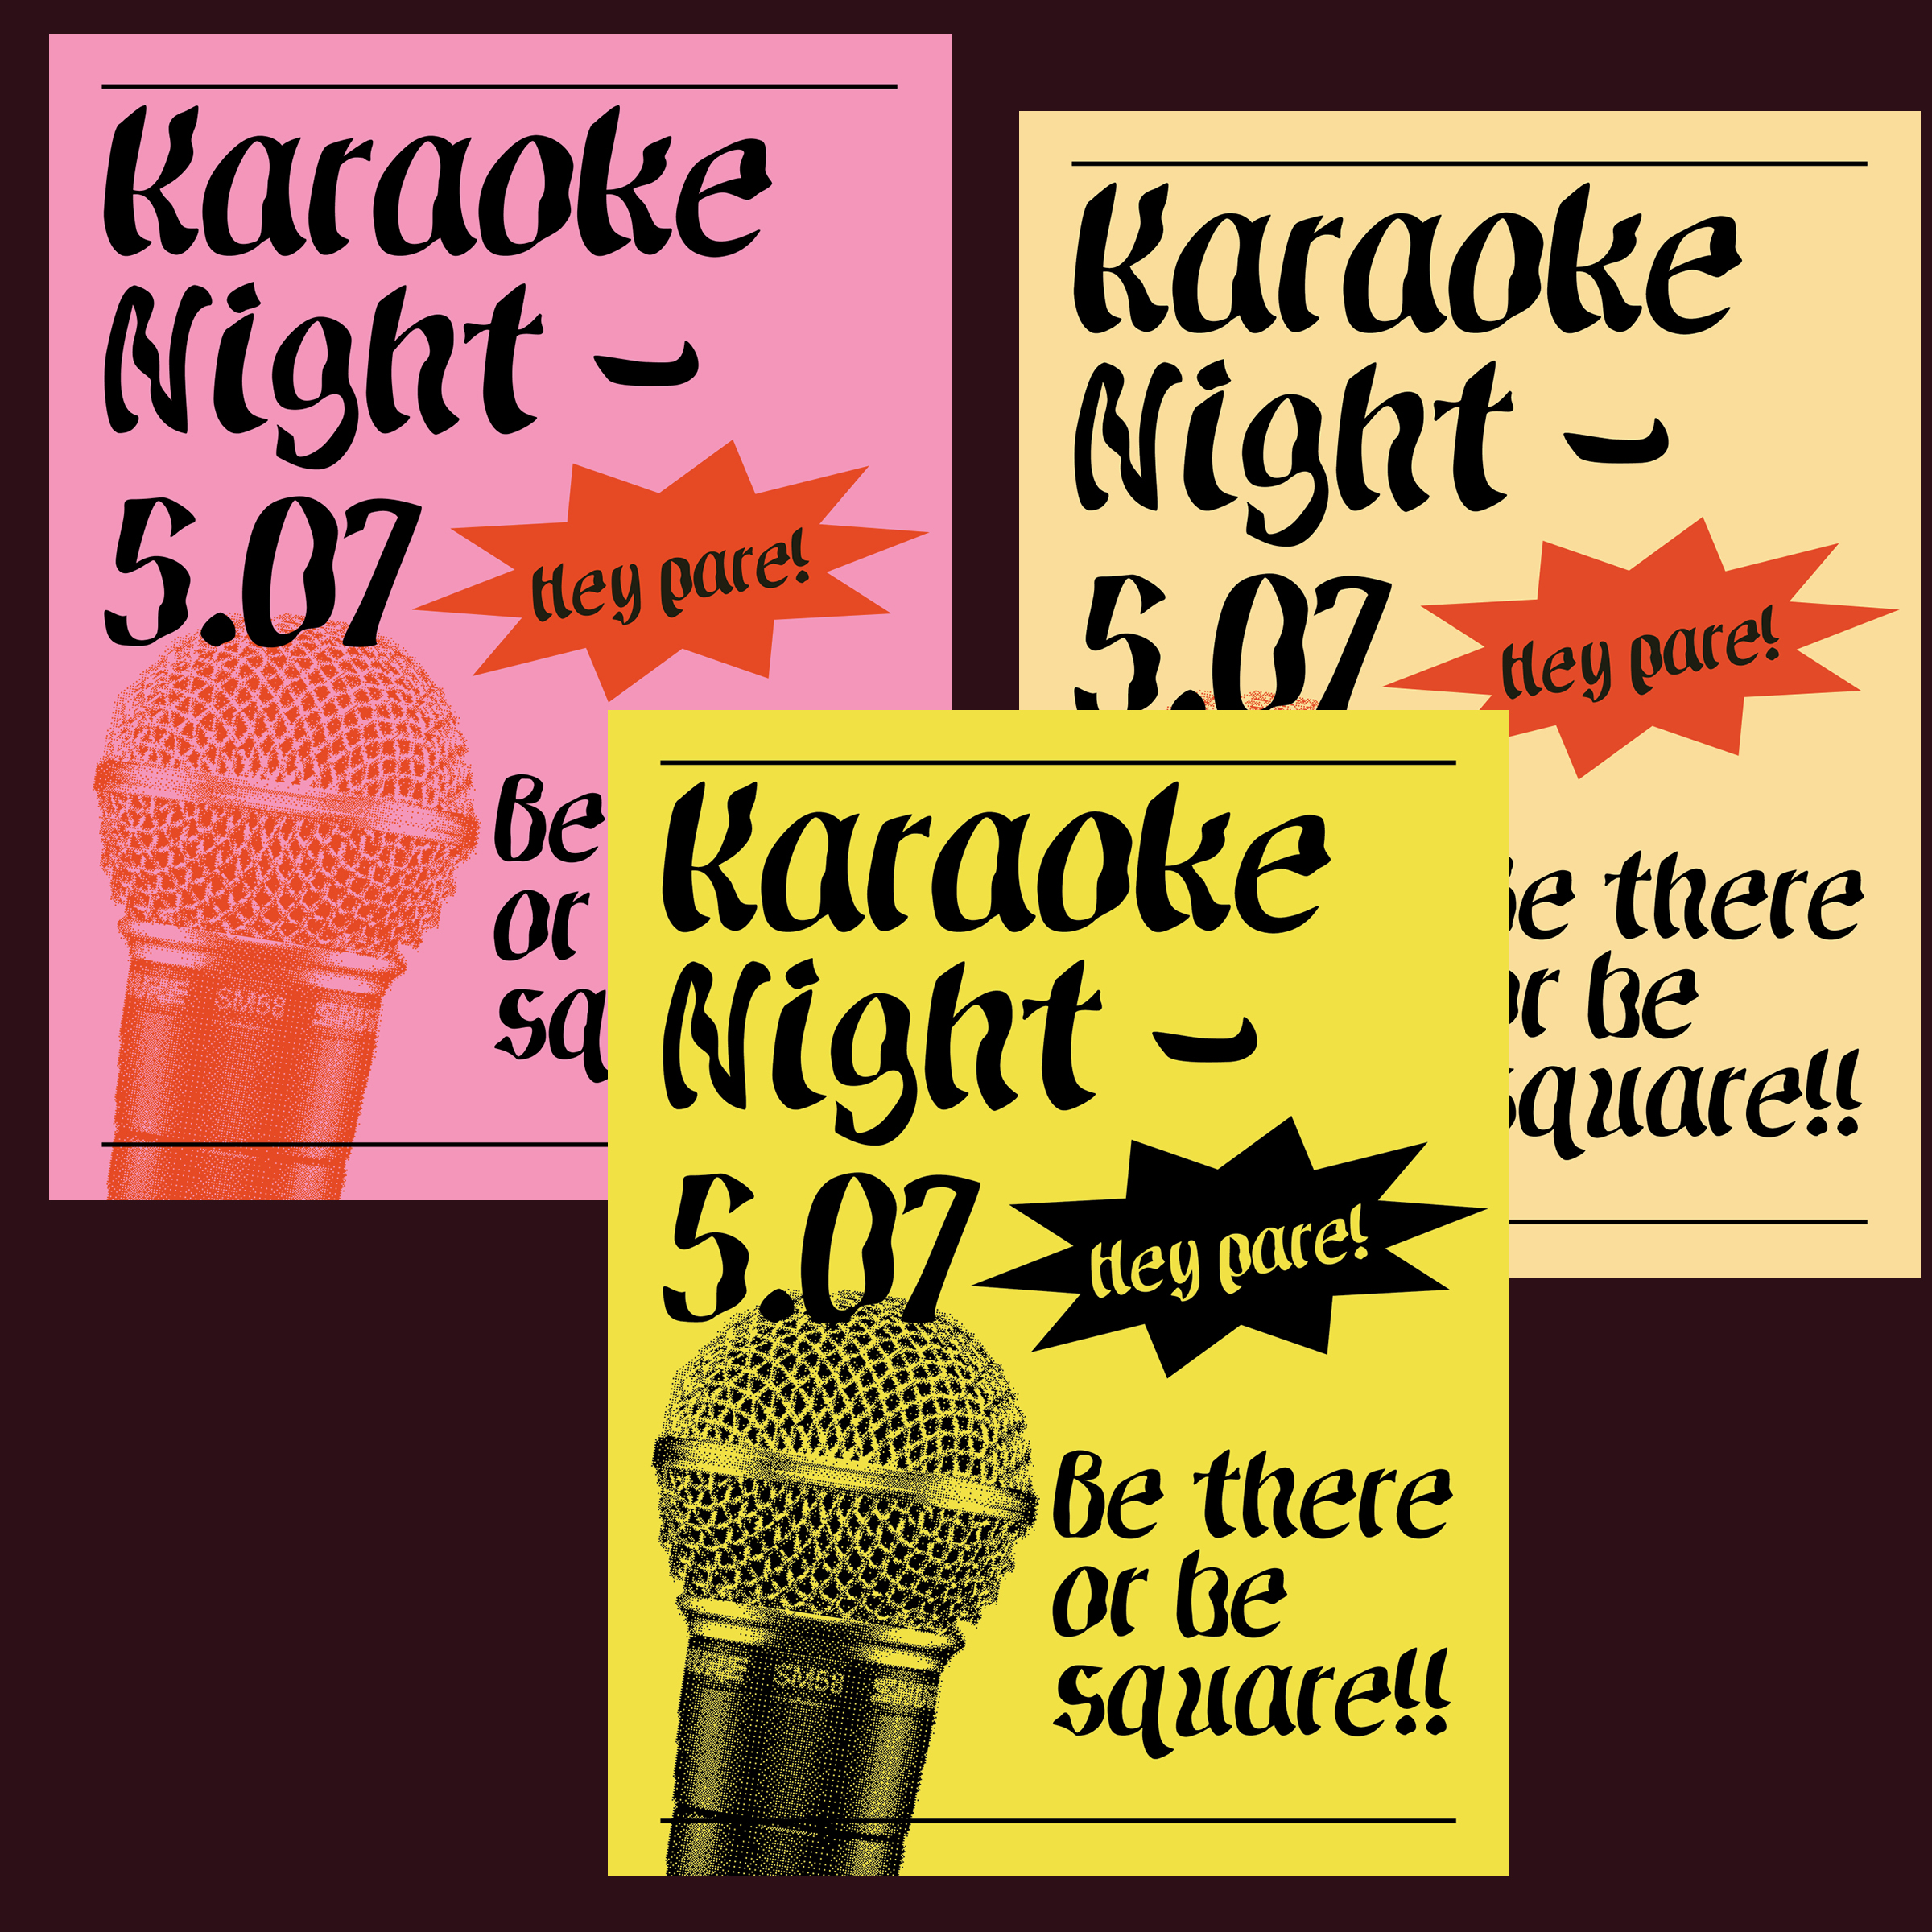 Karaoke
Night -
5.07
Hey pare!
Be
or
SM58
Karaoke
Night -
5.07
Hey pare!
there
be
square!!
Karaoke
Night -
5.07
Hey pare!
Be there
or be
square!!
SM58